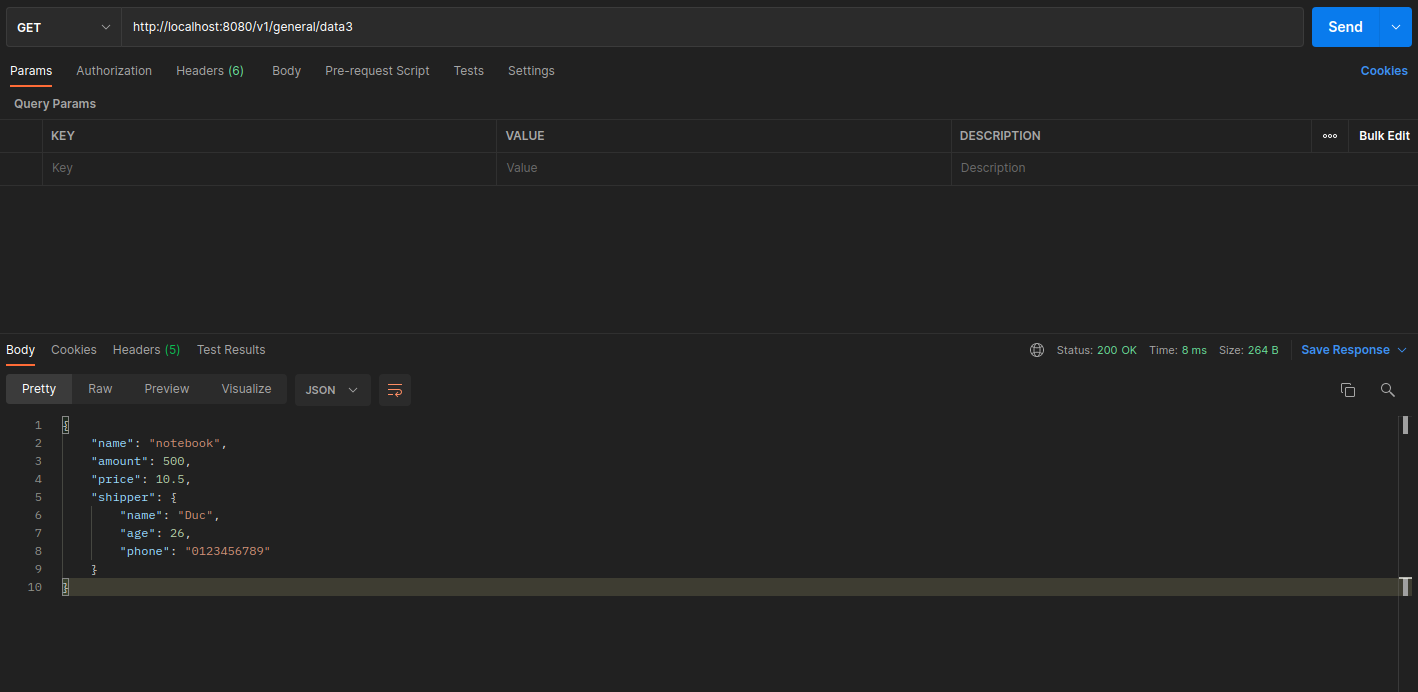 GET http://localhost:8080/v1/general/data3 Send
Params Authorization Headers (6) Body Pre-request Script Tests Settings Cookies
Query Params
KEY VALUE DESCRIPTION ooo Bulk Edit
Key Value Description
Body Cookies Headers (5) Test Results Status: 200 OK Time: 8 ms Size: 264 B Save Response
Pretty Raw Preview Visualize JSON
1 {
2 "name": "notebook",
3 "amount": 500,
4 "price": 10.5,
5 "shipper": {
6 "name": "Duc",
7 "age": 26,
8 "phone": "0123456789"
9 }
10 }